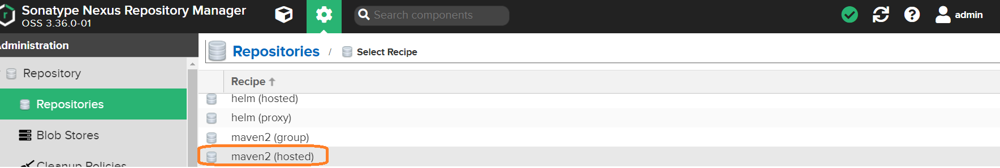 Sonatype Nexus Repository Manager
OSS 3.36.0-01
Search components
admin
Administration
Repositories / Select Recipe
Repository
Recipe
helm (hosted)
Repositories
helm (proxy)
Blob Stores
maven2 (group)
maven2 (hosted)
Cleanup Policies